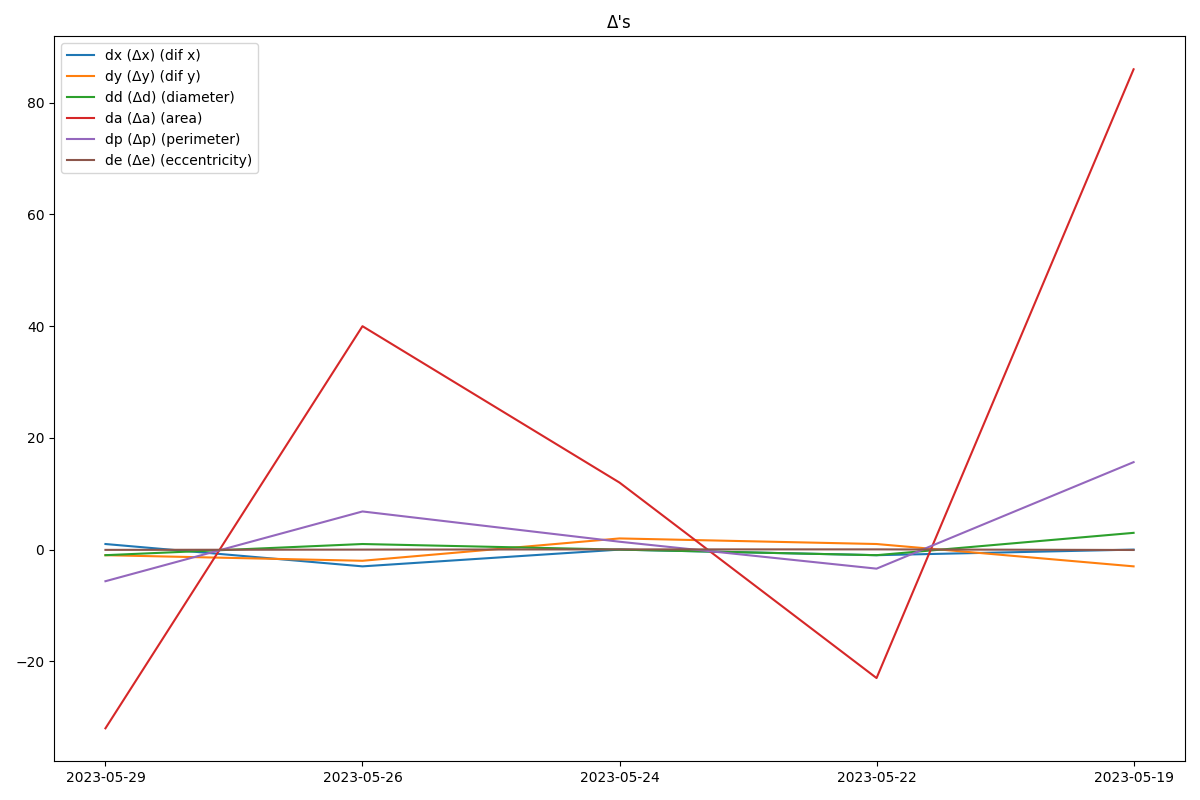 Δ's
dx (Δx) (dif x)
dy (Δy) (dif y)
dd (Δd) (diameter)
da (Δa) (area)
dp (Δp) (perimeter)
de (Δe) (eccentricity)
80
60
40
20
0
−20
2023-05-29 2023-05-26 2023-05-24 2023-05-22 2023-05-19